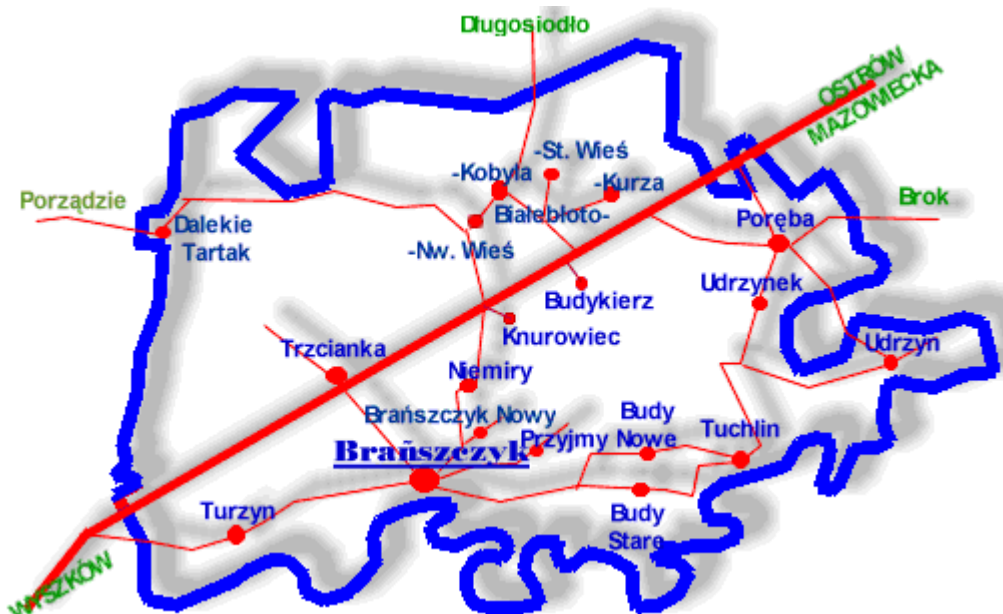 Długosiodło
OSTRÓW
MAZOWIECKA
-St. Wieś
-Kobyla
-Kurza
Porządzie
Brok
Białebłoto-
Poręba
Dalekie
Tartak
-Nw. Wieś
Udrzynek
Budykierz
Knurowiec
Trzcianka
Udrzyn
Niemiry
Brańszczyk Nowy
Budy
Nowe
Przyjmy
Tuchlin
Brañszczyk
Turzyn
Budy
Stare
WYSZKÓW